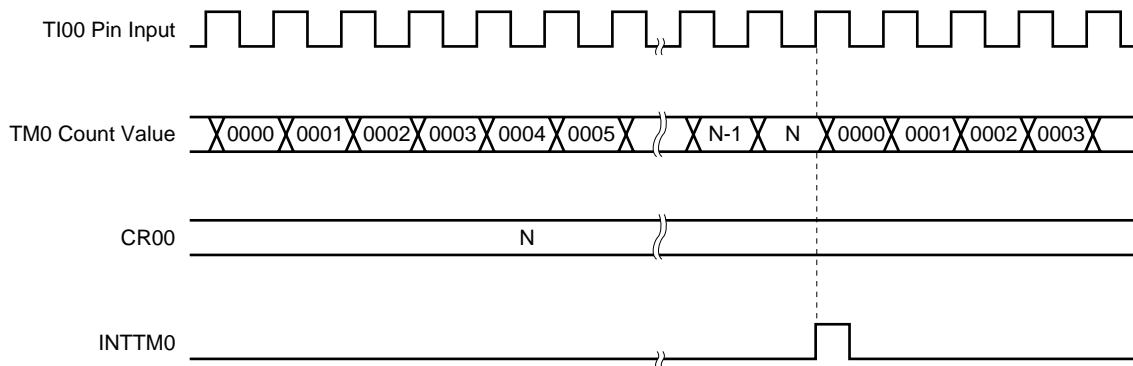 TI00 Pin Input
TM0 Count Value 0000 0001 0002 0003 0004 0005 N-1 N 0000 0001 0002 0003
CR00 N
INTTM0